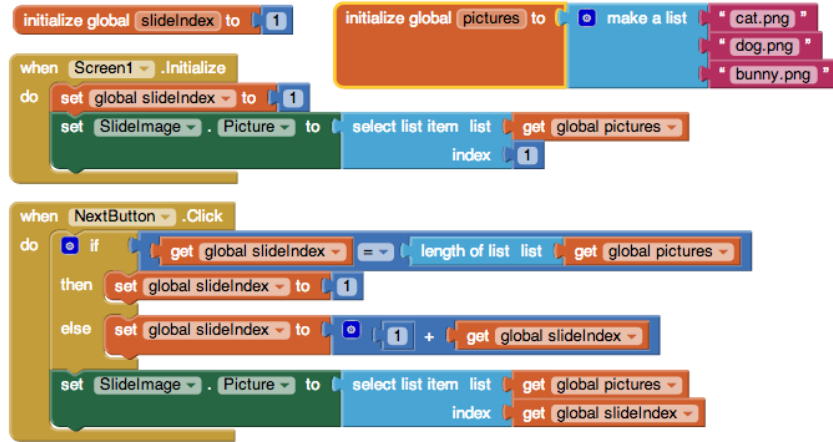 initialize global slideIndex to 1
initialize global pictures to make a list " cat.png "
" dog.png "
" bunny.png "
when Screen1 .Initialize
do set global slideIndex to 1
set SlideImage . Picture to select list item list get global pictures
index 1
when NextButton .Click
do if get global slideIndex = length of list list get global pictures
then set global slideIndex to 1
else set global slideIndex to 1 + get global slideIndex
set SlideImage . Picture to select list item list get global pictures
index get global slideIndex